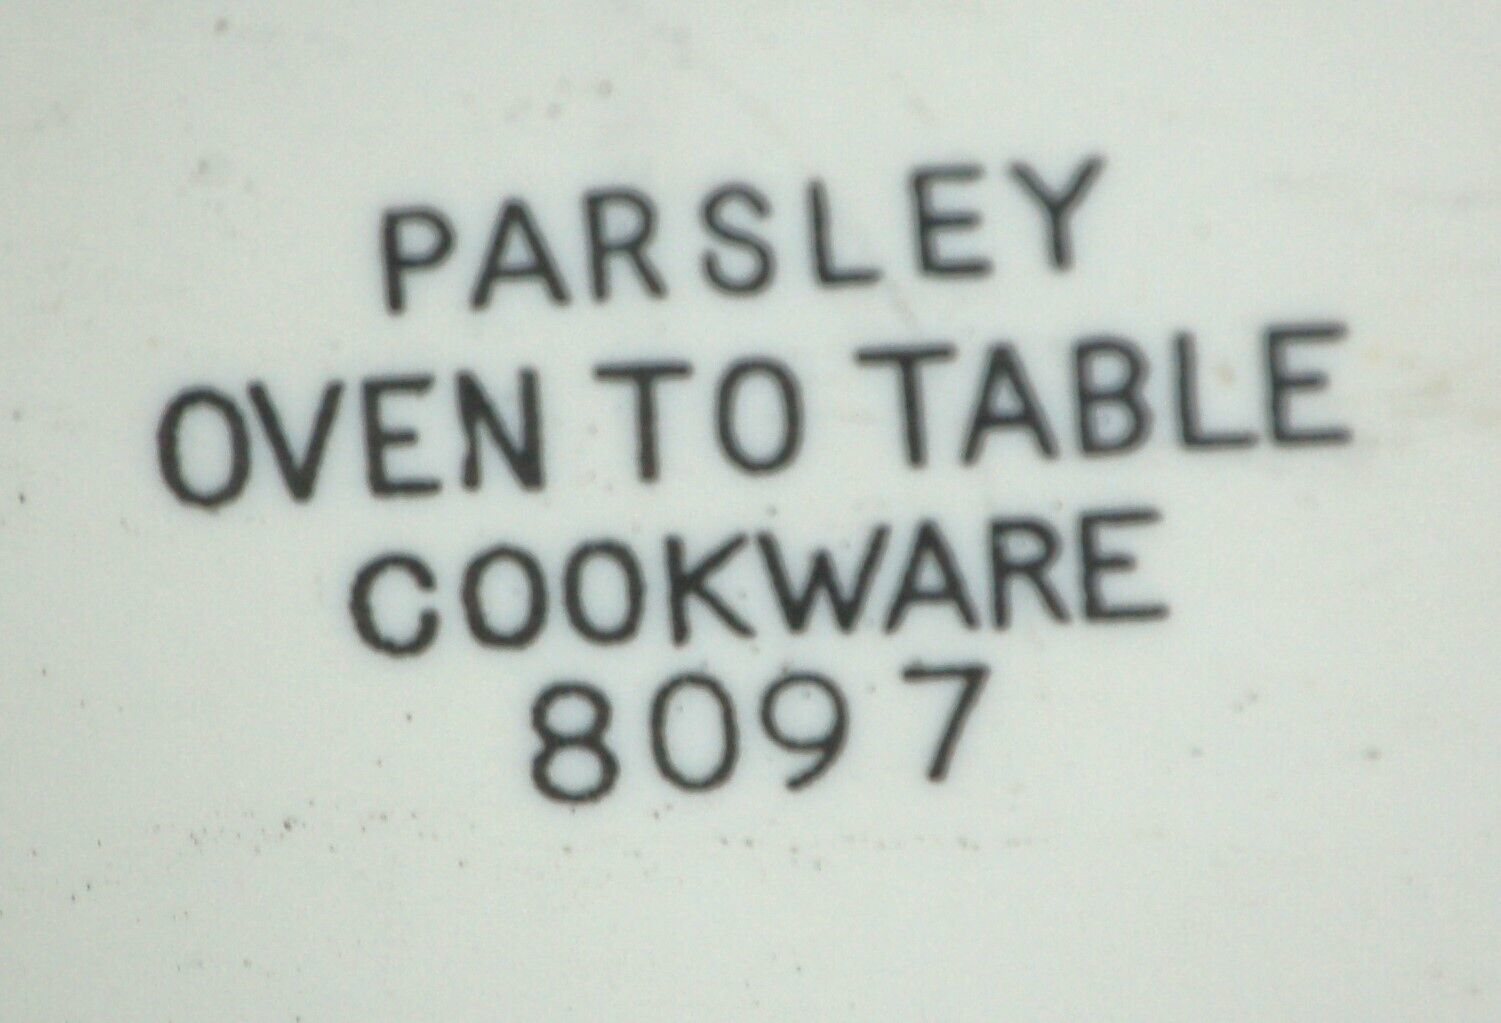 PARSLEY
OVEN TO TABLE
COOKWARE
8097